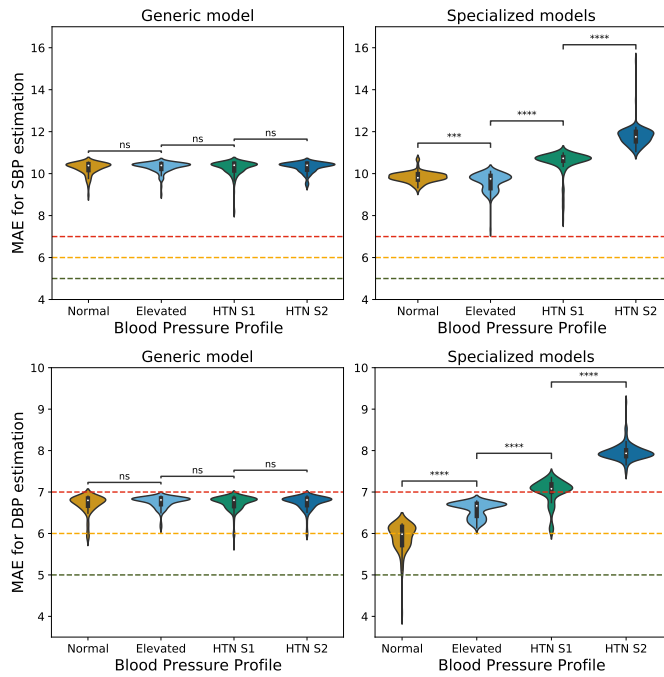 Generic model
Specialized models
MAE for SBP estimation
16
14
12
10
8
6
4
ns
ns
ns
Normal
Elevated
HTN S1
HTN S2
Blood Pressure Profile
16
14
12
10
8
6
4
***
****
****
Normal
Elevated
HTN S1
HTN S2
Blood Pressure Profile
Generic model
Specialized models
MAE for DBP estimation
10
9
8
7
6
5
4
ns
ns
ns
Normal
Elevated
HTN S1
HTN S2
Blood Pressure Profile
10
9
8
7
6
5
4
****
****
****
Normal
Elevated
HTN S1
HTN S2
Blood Pressure Profile